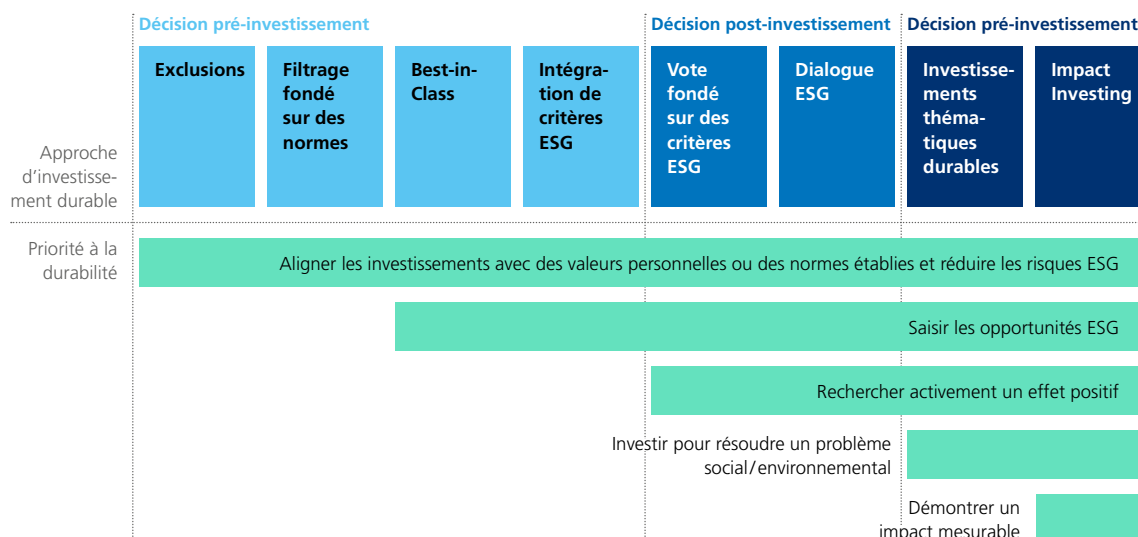 Décision pré-investissement
Décision post-investissement
Décision pré-investissement
Approche
d'investisse-
ment durable
Exclusions
Filtrage
fondé
sur des
normes
Best-in-
Class
Intégra-
tion de
critères
ESG
Vote
fondé
sur des
critères
ESG
Dialogue
ESG
Investisse-
ments
théma-
tiques
durables
Impact
Investing
Priorité à la
durabilité
Aligner les investissements avec des valeurs personnelles ou des normes établies et réduire les risques ESG
Saisir les opportunités ESG
Rechercher activement un effet positif
Investir pour résoudre un problème
social/environnemental
Démontrer un
impact mesurable